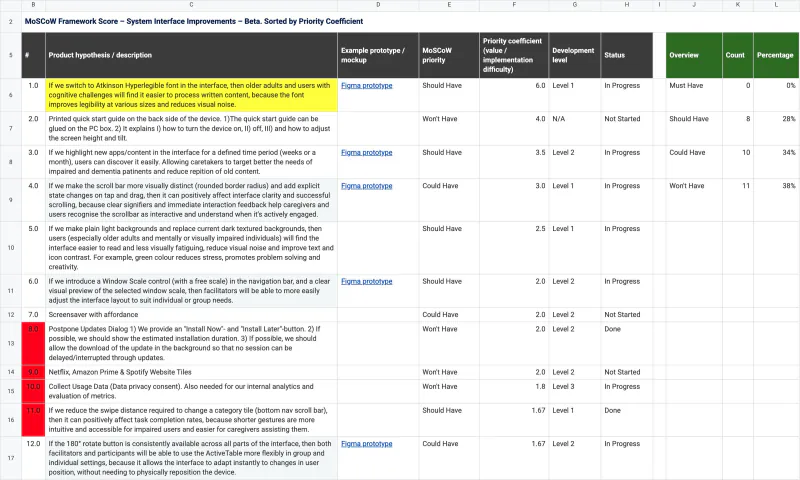 B C D E F G H I J K L
2 MoSCoW Framework Score – System Interface Improvements – Beta. Sorted by Priority Coefficient
5 # Product hypothesis / description Example prototype / mockup MoSCoW priority Priority coefficient (value / implementation difficulty) Development level Status Overview Count Percentage
6 1.0 If we switch to Atkinson Hyperlegible font in the interface, then older adults and users with
cognitive challenges will find it easier to process written content, because the font
improves legibility at various sizes and reduces visual noise.
Figma prototype Should Have 6.0 Level 1 In Progress Must Have 0 0%
7 2.0 Printed quick start guide on the back side of the device. 1)The quick start guide can be
glued on the PC box. 2) It explains I) how to turn the device on, II) off, III) and how to adjust
the screen height and tilt.
Won't Have 4.0 N/A Not Started Should Have 8 28%
8 3.0 If we highlight new apps/content in the interface for a defined time period (weeks or a
month), users can discover it easily. Allowing caretakers to target better the needs of
impaired and dementia patinents and reduce repition of old content.
Figma prototype Should Have 3.5 Level 2 In Progress Could Have 10 34%
9 4.0 If we make the scroll bar more visually distinct (rounded border radius) and add explicit
state changes on tap and drag, then it can positively affect interface clarity and successful
scrolling, because clear signifiers and immediate interaction feedback help caregivers and
users recognise the scrollbar as interactive and understand when it's actively engaged.
Figma prototype Could Have 3.0 Level 1 In Progress Won't Have 11 38%
10 5.0 If we make plain light backgrounds and replace current dark textured backgrounds, then
users (especially older adults and mentally or visually impaired individuals) will find the
interface easier to read and less visually fatiguing, reduce visual noise and improve text and
icon contrast. For example, green colour reduces stress, promotes problem solving and
creativity.
Should Have 2.5 Level 1 In Progress
11 6.0 If we introduce a Window Scale control (with a free scale) in the navigation bar, and a clear
visual preview of the selected window scale, then facilitators will be able to more easily
adjust the interface layout to suit individual or group needs.
Figma prototype Should Have 2.0 Level 2 In Progress
12 7.0 Screensaver with affordance Could Have 2.0 Level 2 Not Started
13 8.0 Postpone Updates Dialog 1) We provide an "Install Now"- and "Install Later"-button. 2) If
possible, we should show the estimated installation duration. 3) If possible, we should
allow the download of the update in the background so that no session can be
delayed/interrupted through updates.
Won't Have 2.0 Level 2 Done
14 9.0 Netflix, Amazon Prime & Spotify Website Tiles Won't Have 2.0 Level 2 Not Started
15 10.0 Collect Usage Data (Data privacy consent). Also needed for our internal analytics and
evaluation of metrics.
Won't Have 1.8 Level 3 In Progress
16 11.0 If we reduce the swipe distance required to change a category tile (bottom nav scroll bar),
then it can positively affect task completion rates, because shorter gestures are more
intuitive and accessible for impaired users and easier for caregivers assisting them.
Should Have 1.67 Level 1 Done
17 12.0 If the 180° rotate button is consistently available across all parts of the interface, then both
facilitators and participants will be able to use the ActiveTable more flexibly in group and
individual settings, because it allows the interface to adapt instantly to changes in user
position, without needing to physically reposition the device.
Figma prototype Could Have 1.67 Level 2 In Progress